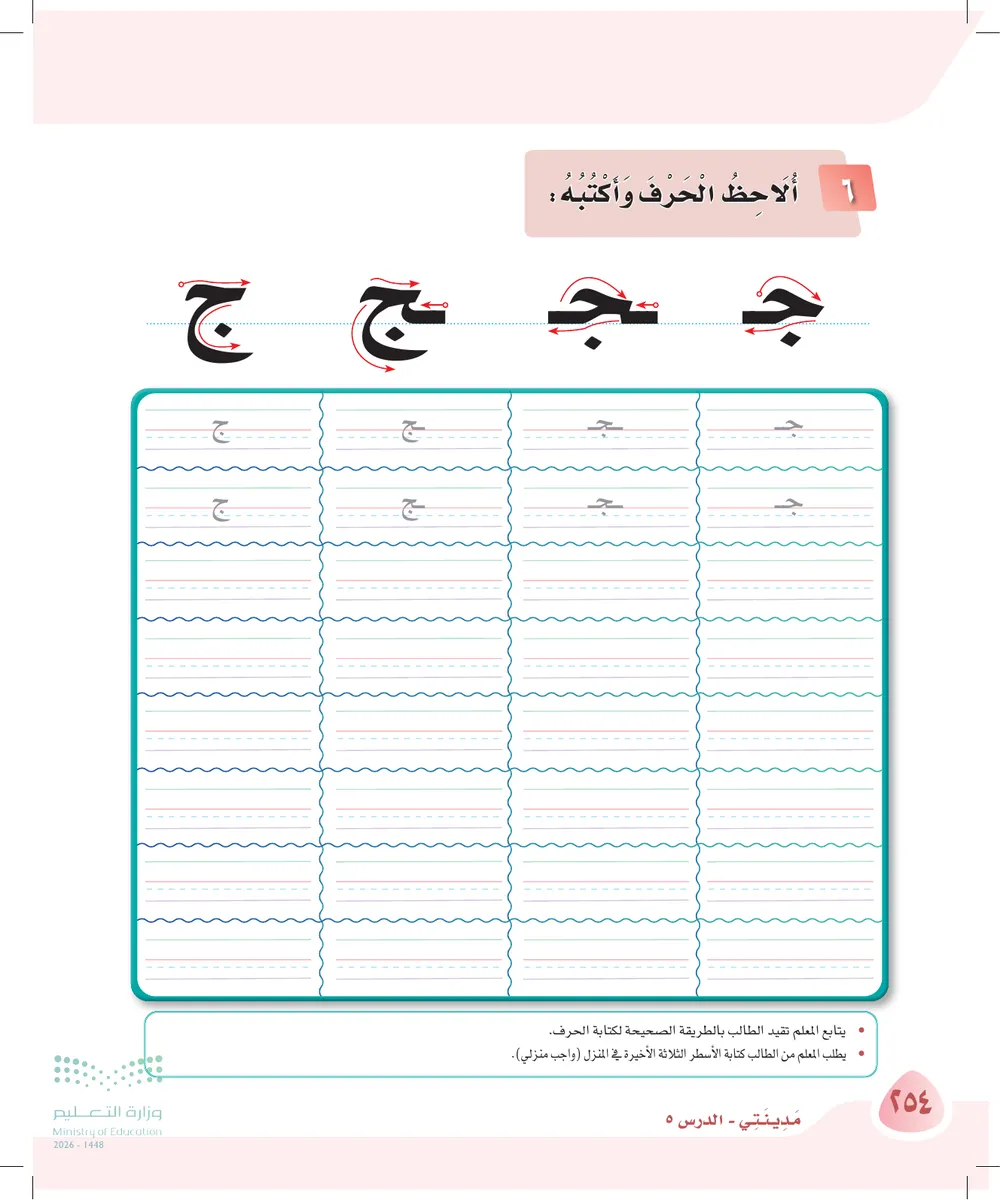 ٦
أُلَاحِظُ الْحَرْفَ وَأَكْتُبُهُ :
جـ ـجـ ـج ج
جـ ـجـ ـج ج
جـ ـجـ ـج ج
• يتابع المعلم تقيد الطالب بالطريقة الصحيحة لكتابة الحرف.
• يطلب المعلم من الطالب كتابة الأسطر الثلاثة الأخيرة في المنزل (واجب منزلي).
٢٥٤
مَدِينَتِي - الدرس ٥
وزارة التعـليم
Ministry of Education
2026 - 1448